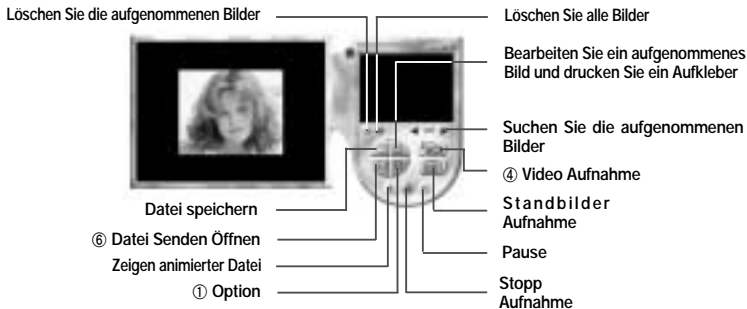 Löschen Sie die aufgenommenen Bilder
Löschen Sie alle Bilder
Bearbeiten Sie ein aufgenommenes
Bild und drucken Sie ein Aufkleber
Suchen Sie die aufgenommenen
Bilder
④ Video Aufnahme
Standbilder
Aufnahme
Pause
Stopp
Aufnahme
Datei speichern
⑥ Datei Senden Öffnen
Zeigen animierter Datei
① Option